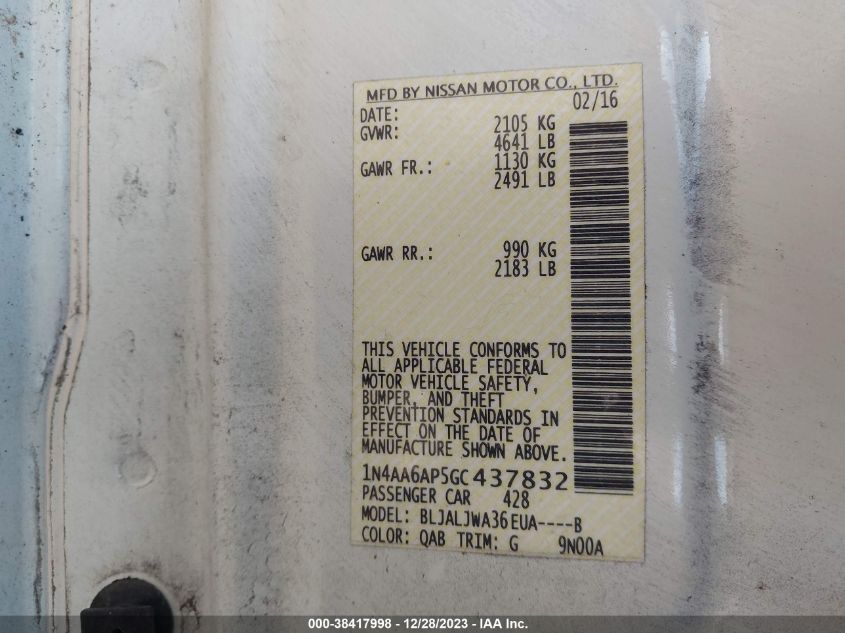 MFD BY NISSAN MOTOR CO., LTD.
DATE: 02/16
GVWR: 2105 KG
4641 LB
GAWR FR.: 1130 KG
2491 LB
GAWR RR.: 990 KG
2183 LB
THIS VEHICLE CONFORMS TO
ALL APPLICABLE FEDERAL
MOTOR VEHICLE SAFETY,
BUMPER, AND THEFT
PREVENTION STANDARDS IN
EFFECT ON THE DATE OF
MANUFACTURE SHOWN ABOVE.
1N4AA6AP5GC437832
PASSENGER CAR 428
MODEL: BLJALJWA36EUA----B
COLOR: QAB TRIM: G 9N00A
000-38417998 - 12/28/2023 - IAA Inc.